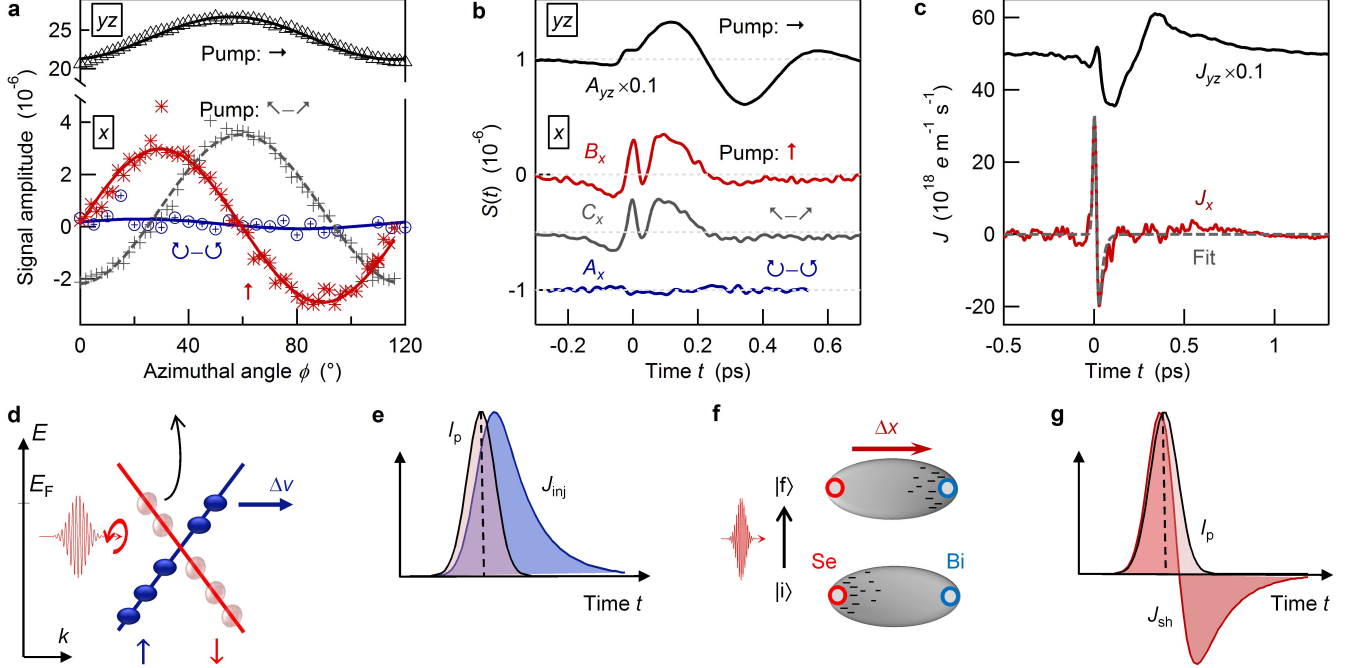 a
yz
Pump: →
25
20
Signal amplitude (10⁻⁶)
x
Pump: ↖–↗
4
2
0
-2
↻–↺
↑
0
40
80
120
Azimuthal angle ϕ (°)
b
yz
Pump: →
1
A_yz×0.1
x
B_x
Pump: ↑
0
C_x
↖–↗
A_x
↻–↺
-1
S(t) (10⁻⁶)
-0.2
0
0.2
0.4
0.6
Time t (ps)
c
60
40
20
0
-20
J (10¹⁸ e m⁻¹ s⁻¹)
J_yz×0.1
J_x
Fit
-0.5
0
0.5
1
Time t (ps)
d
E
E_F
Δv
k
↑
↓
e
I_p
J_inj
Time t
f
Δx
|f⟩
Se
Bi
|i⟩
g
I_p
J_sh
Time t